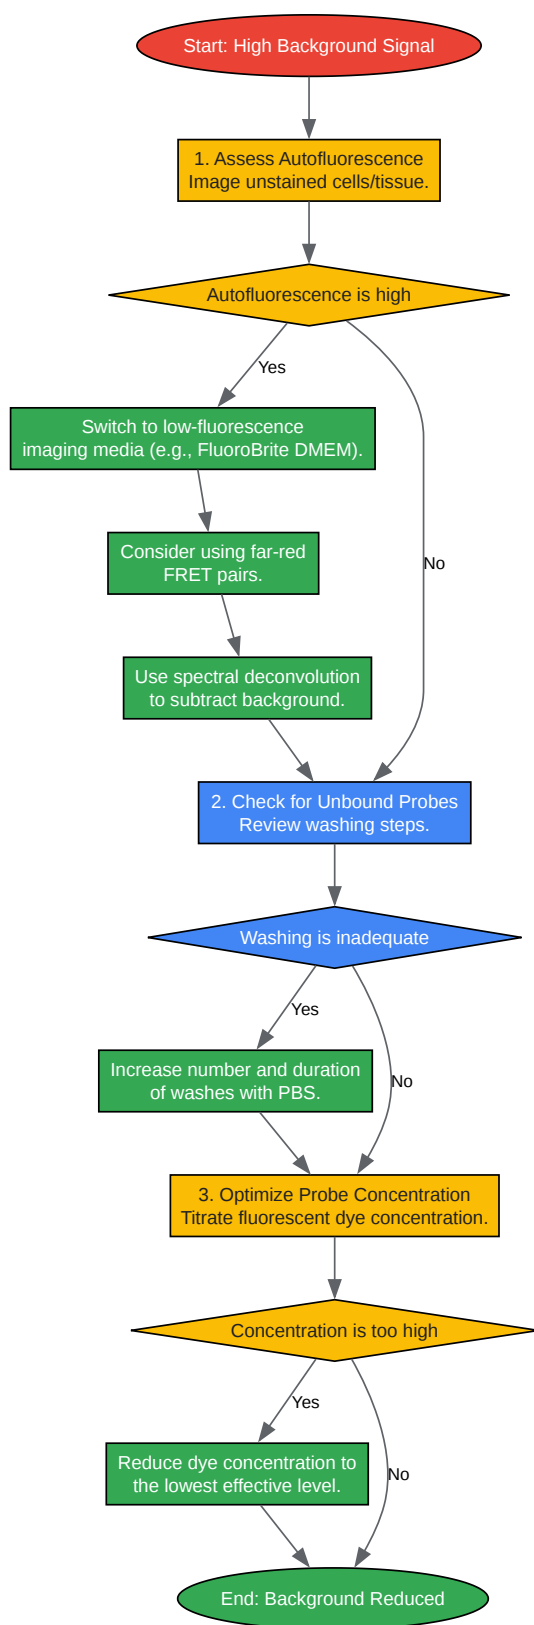 Start: High Background Signal
1. Assess Autofluorescence
Image unstained cells/tissue.
Autofluorescence is high
Yes
Switch to low-fluorescence
imaging media (e.g., FluoroBrite DMEM).
Consider using far-red
FRET pairs.
No
Use spectral deconvolution
to subtract background.
2. Check for Unbound Probes
Review washing steps.
Washing is inadequate
Yes
Increase number and duration
of washes with PBS.
No
3. Optimize Probe Concentration
Titrate fluorescent dye concentration.
Concentration is too high
Yes
Reduce dye concentration to
the lowest effective level.
No
End: Background Reduced